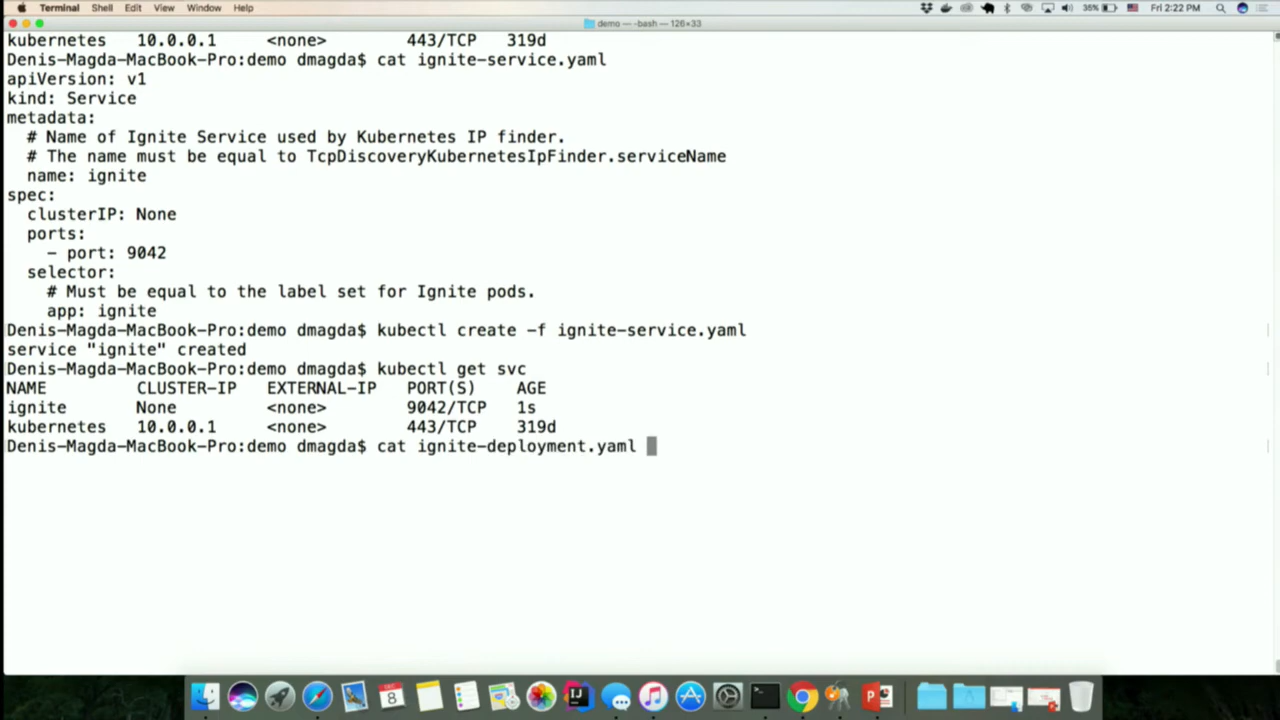 Terminal Shell Edit View Window Help 36% Fri 2:22 PM
demo — -bash — 126×33
kubernetes 10.0.0.1 <none> 443/TCP 319d
Denis-Magda-MacBook-Pro:demo dmagda$ cat ignite-service.yaml
apiVersion: v1
kind: Service
metadata:
# Name of Ignite Service used by Kubernetes IP finder.
# The name must be equal to TcpDiscoveryKubernetesIpFinder.serviceName
name: ignite
spec:
clusterIP: None
ports:
- port: 9042
selector:
# Must be equal to the label set for Ignite pods.
app: ignite
Denis-Magda-MacBook-Pro:demo dmagda$ kubectl create -f ignite-service.yaml
service "ignite" created
Denis-Magda-MacBook-Pro:demo dmagda$ kubectl get svc
NAME CLUSTER-IP EXTERNAL-IP PORT(S) AGE
ignite None <none> 9042/TCP 1s
kubernetes 10.0.0.1 <none> 443/TCP 319d
Denis-Magda-MacBook-Pro:demo dmagda$ cat ignite-deployment.yaml
DEC
8
IJ